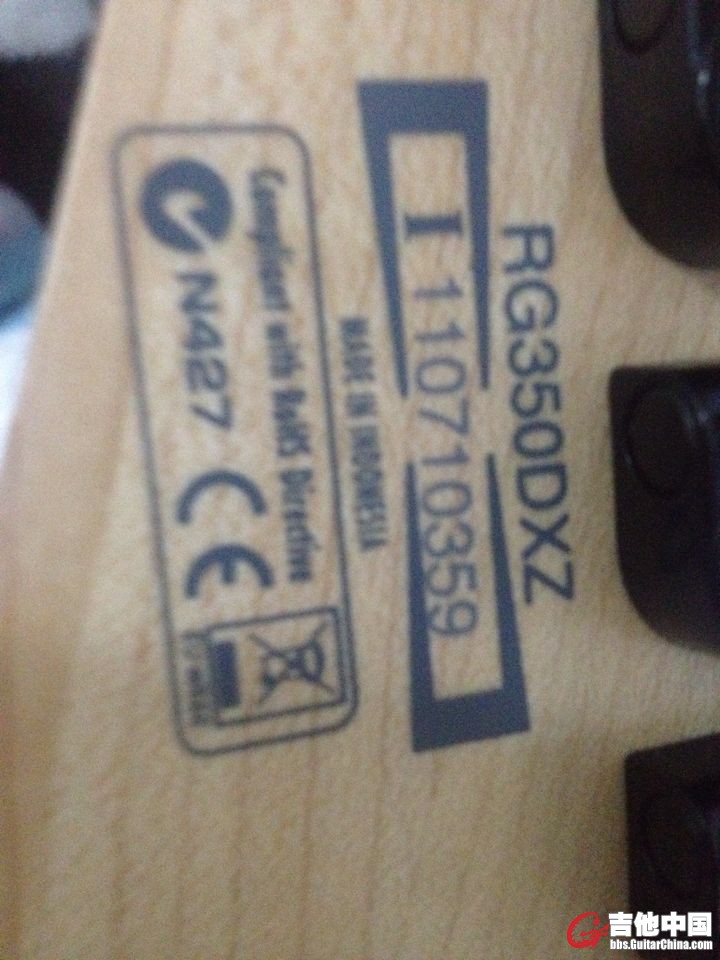 RG350DXZ
I 110710359
MADE IN INDONESIA
Compliant with RoHS Directive
N427 CE
吉他中国
bbs.GuitarChina.com